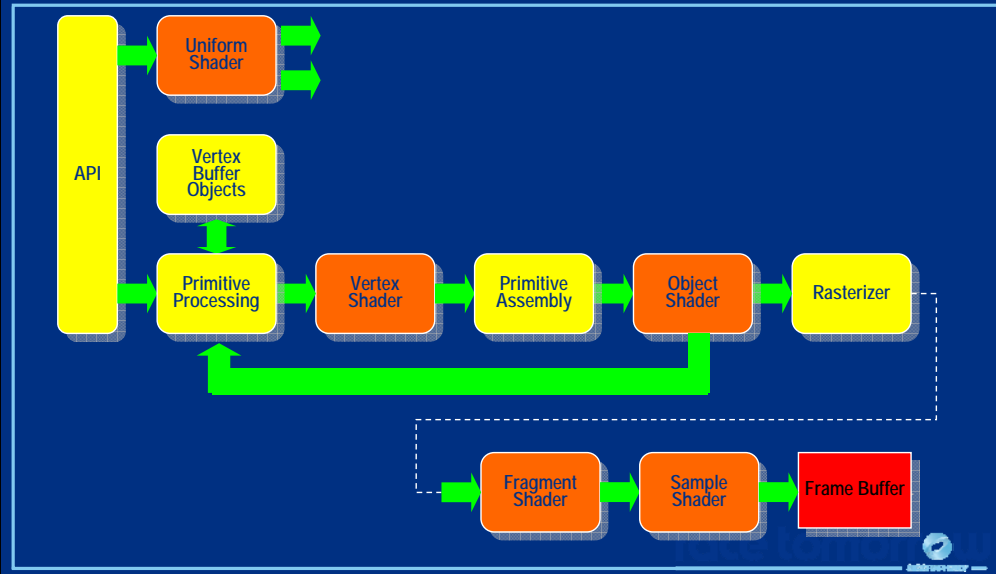 Uniform
Shader
API
Vertex
Buffer
Objects
Primitive
Processing
Vertex
Shader
Primitive
Assembly
Object
Shader
Rasterizer
Fragment
Shader
Sample
Shader
Frame Buffer